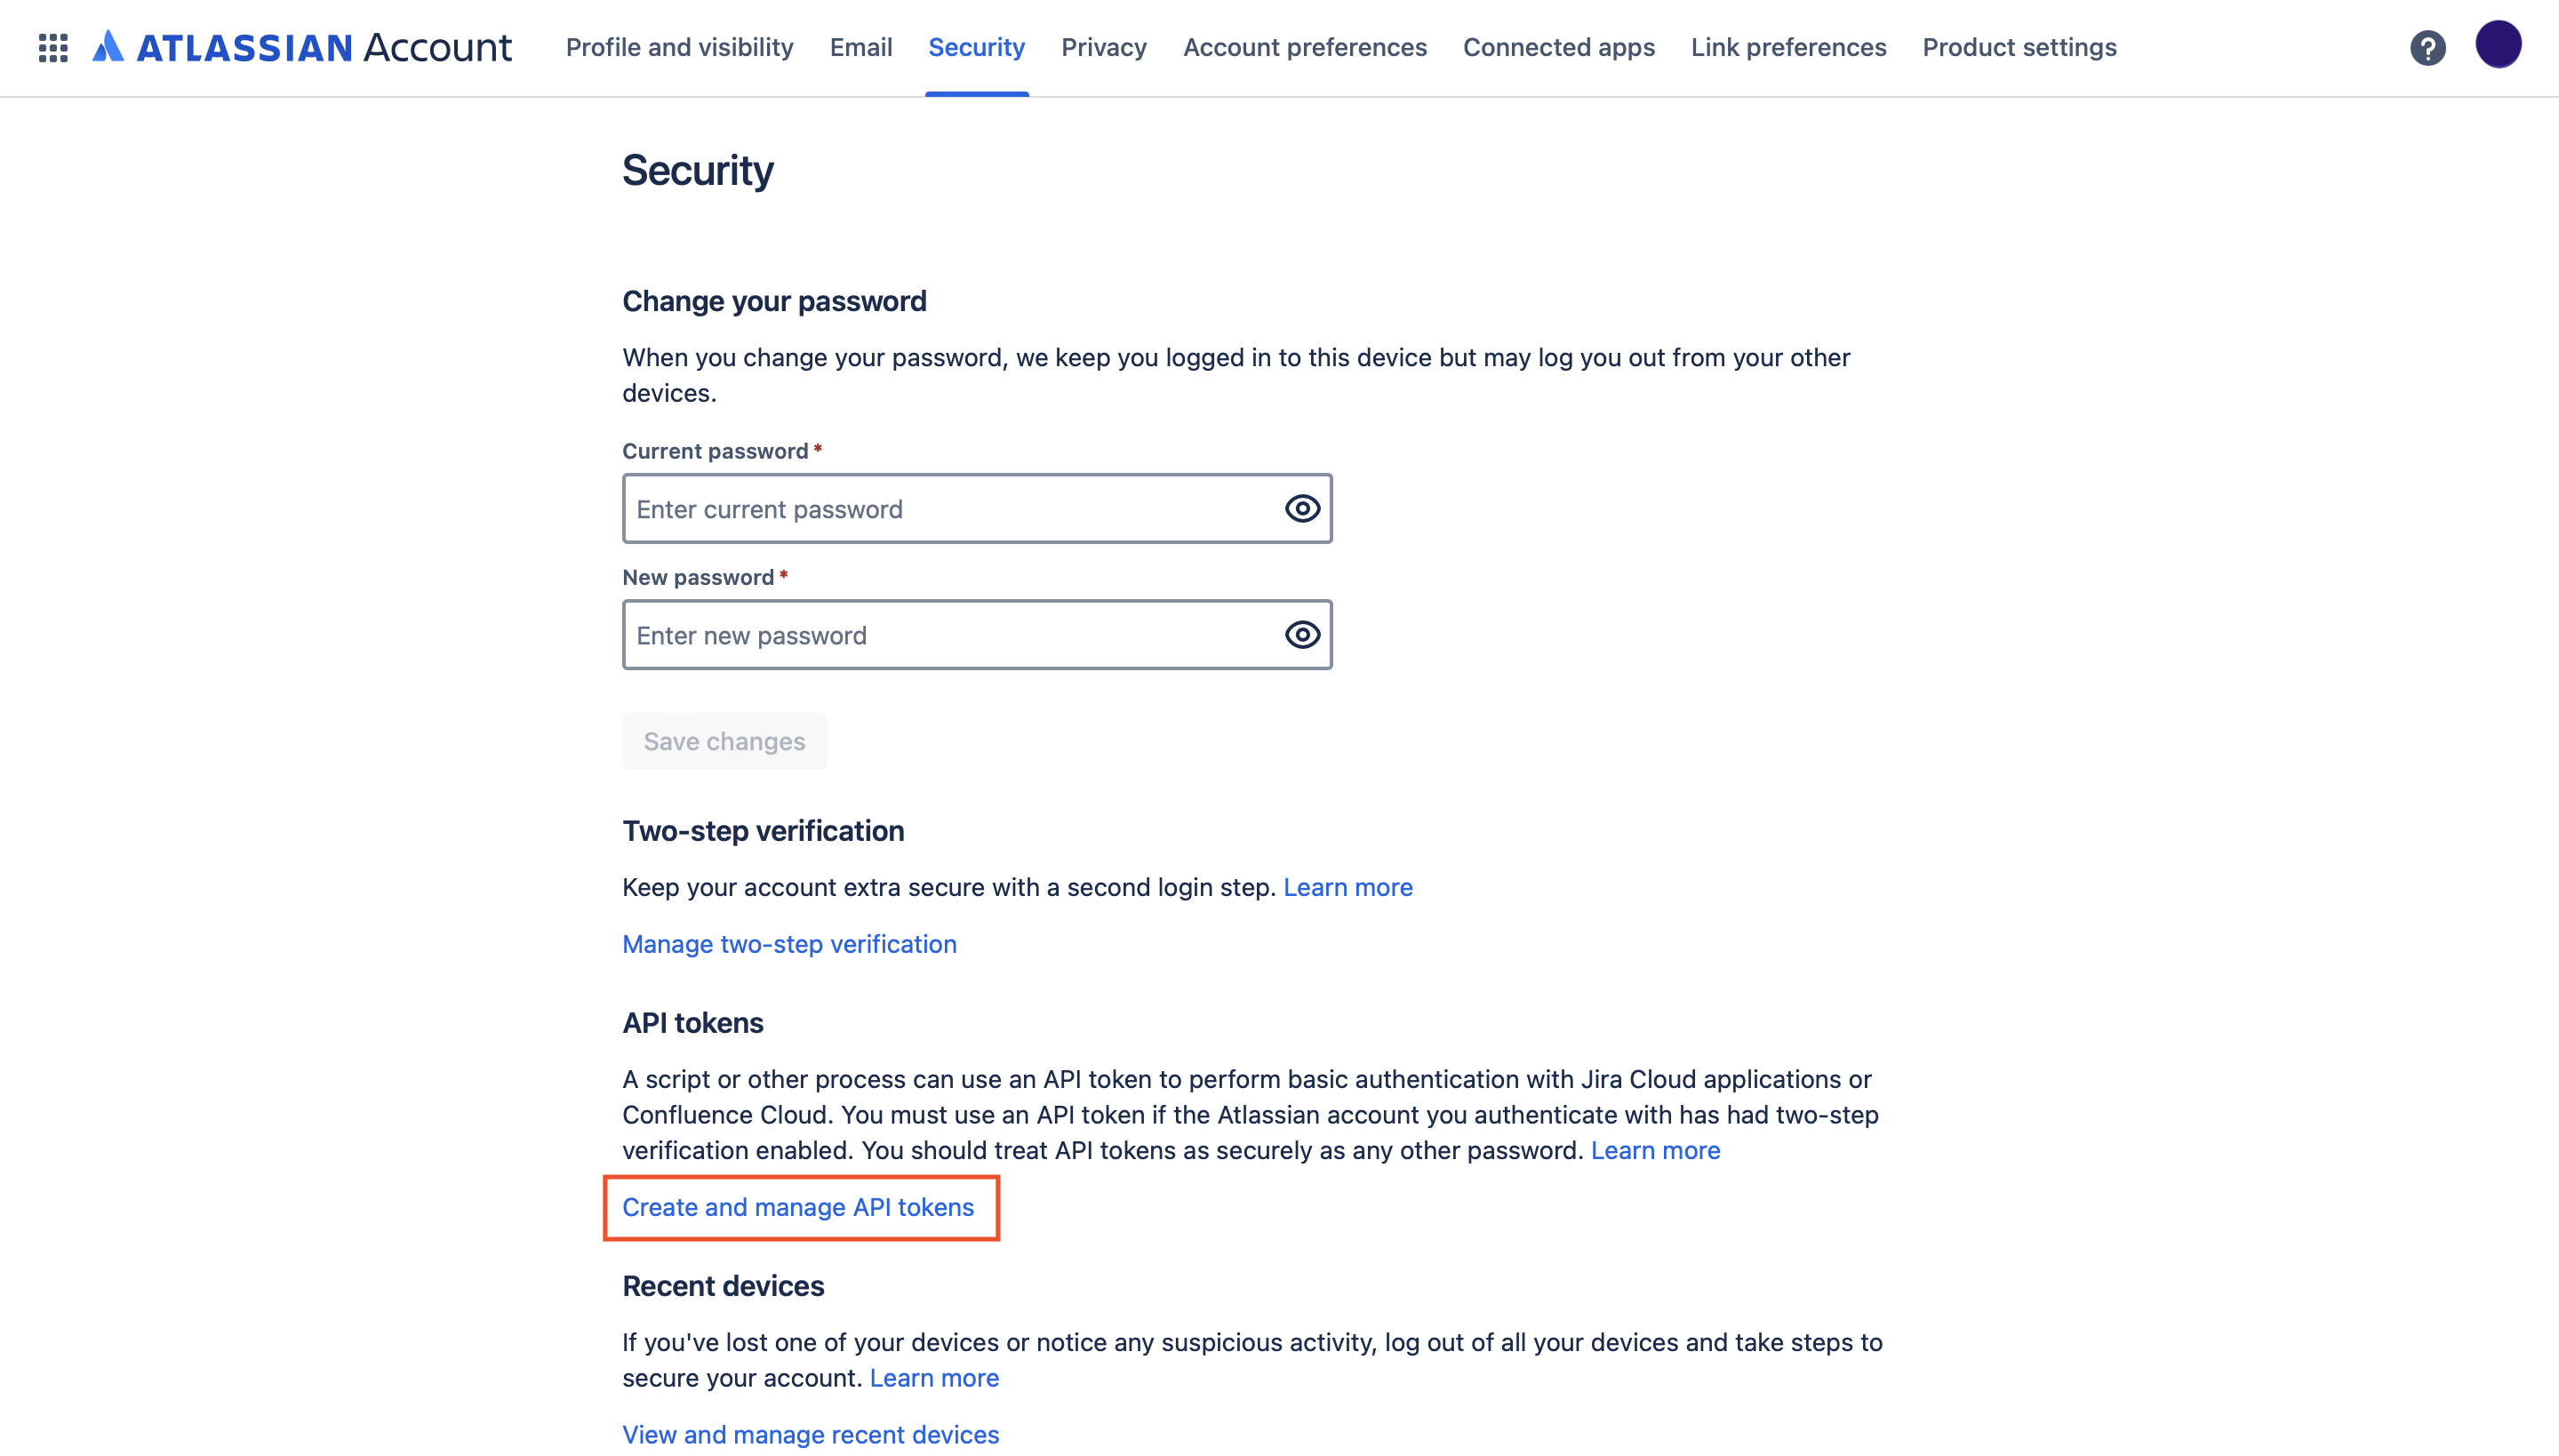 ATLASSIAN Account
Profile and visibility
Email
Security
Privacy
Account preferences
Connected apps
Link preferences
Product settings
?
Security
Change your password
When you change your password, we keep you logged in to this device but may log you out from your other
devices.
Current password *
Enter current password
New password *
Enter new password
Save changes
Two-step verification
Keep your account extra secure with a second login step. Learn more
Manage two-step verification
API tokens
A script or other process can use an API token to perform basic authentication with Jira Cloud applications or
Confluence Cloud. You must use an API token if the Atlassian account you authenticate with has had two-step
verification enabled. You should treat API tokens as securely as any other password. Learn more
Create and manage API tokens
Recent devices
If you've lost one of your devices or notice any suspicious activity, log out of all your devices and take steps to
secure your account. Learn more
View and manage recent devices